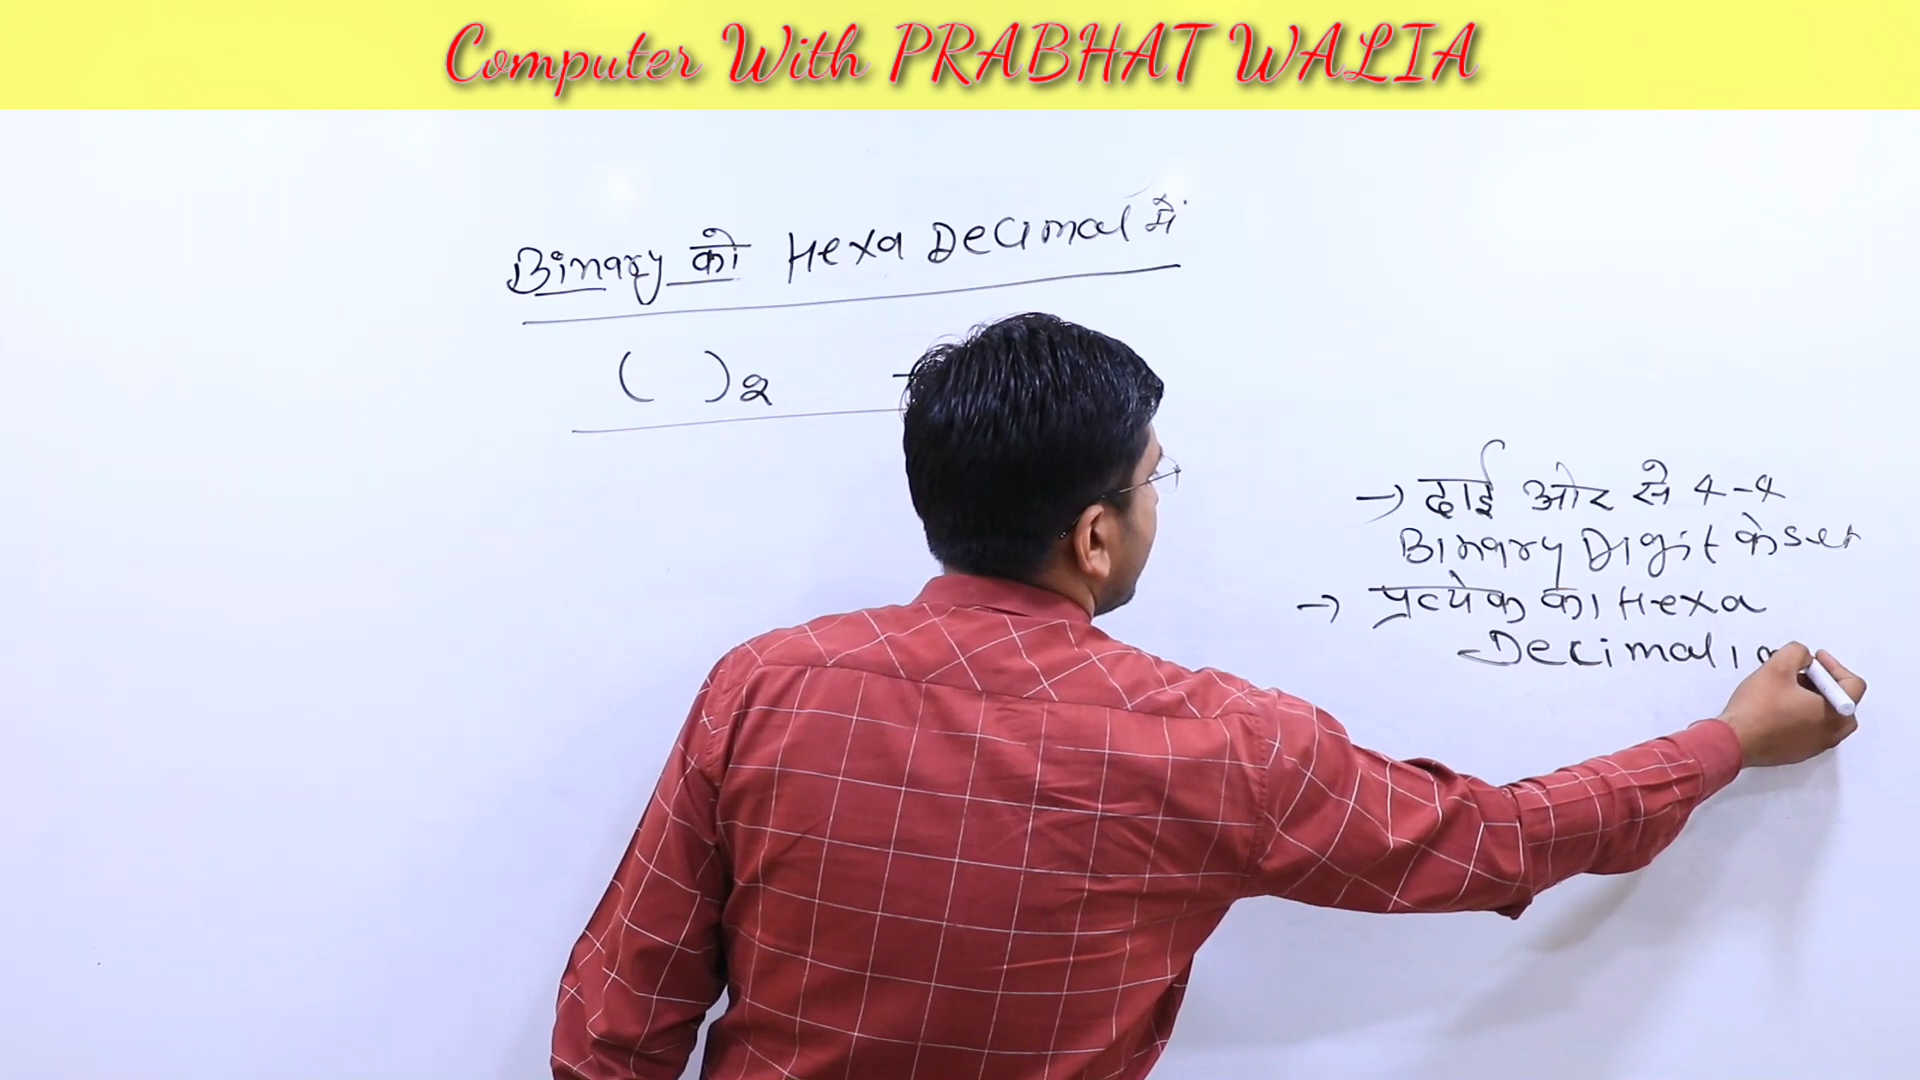 Computer With PRABHAT WALIA
Binary को Hexa Decimal में
( )2
→ दाई ओर से 4-4
Binary Digit के set
→ प्रत्येक का Hexa
Decimal